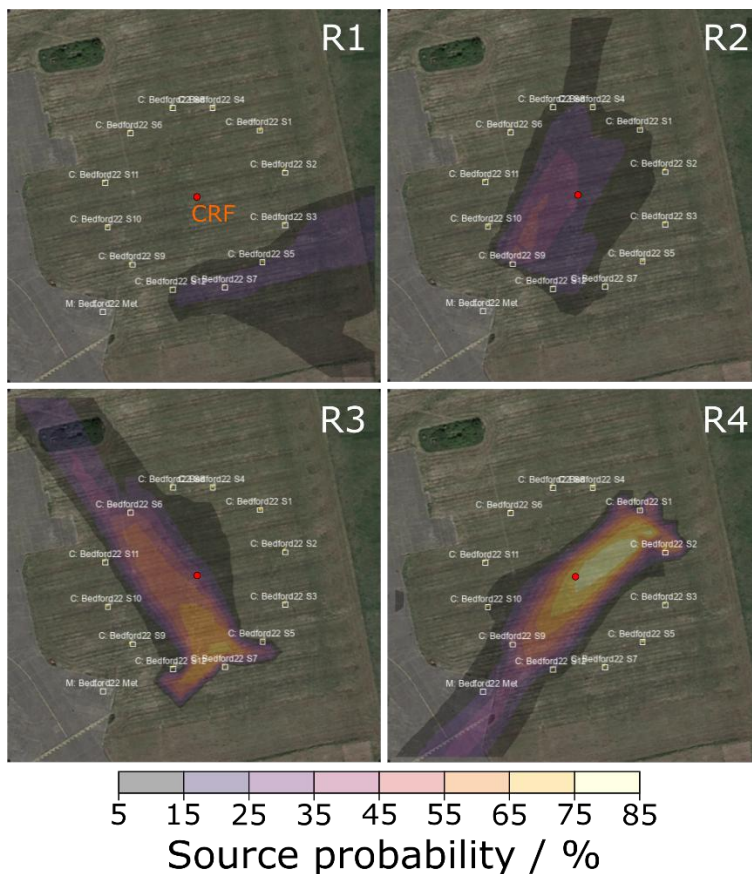 R1
C: Bedford22 S4
C: Bedford22 S6
C: Bedford22 S1
C: Bedford22 S11
C: Bedford22 S2
CRF
C: Bedford22 S10
C: Bedford22 S3
C: Bedford22 S9
C: Bedford22 S5
C: Bedford22 S7
M: Bedford22 Met
R2
C: Bedford22 S4
C: Bedford22 S6
C: Bedford22 S1
C: Bedford22 S11
C: Bedford22 S2
C: Bedford22 S10
C: Bedford22 S3
C: Bedford22 S9
C: Bedford22 S5
C: Bedford22 S7
M: Bedford22 Met
R3
C: Bedford22 S4
C: Bedford22 S6
C: Bedford22 S1
C: Bedford22 S11
C: Bedford22 S2
C: Bedford22 S10
C: Bedford22 S3
C: Bedford22 S9
C: Bedford22 S5
C: Bedford22 S7
M: Bedford22 Met
R4
C: Bedford22 S4
C: Bedford22 S6
C: Bedford22 S1
C: Bedford22 S11
C: Bedford22 S2
C: Bedford22 S10
C: Bedford22 S3
C: Bedford22 S9
C: Bedford22 S5
C: Bedford22 S7
M: Bedford22 Met
5 15 25 35 45 55 65 75 85
Source probability / %